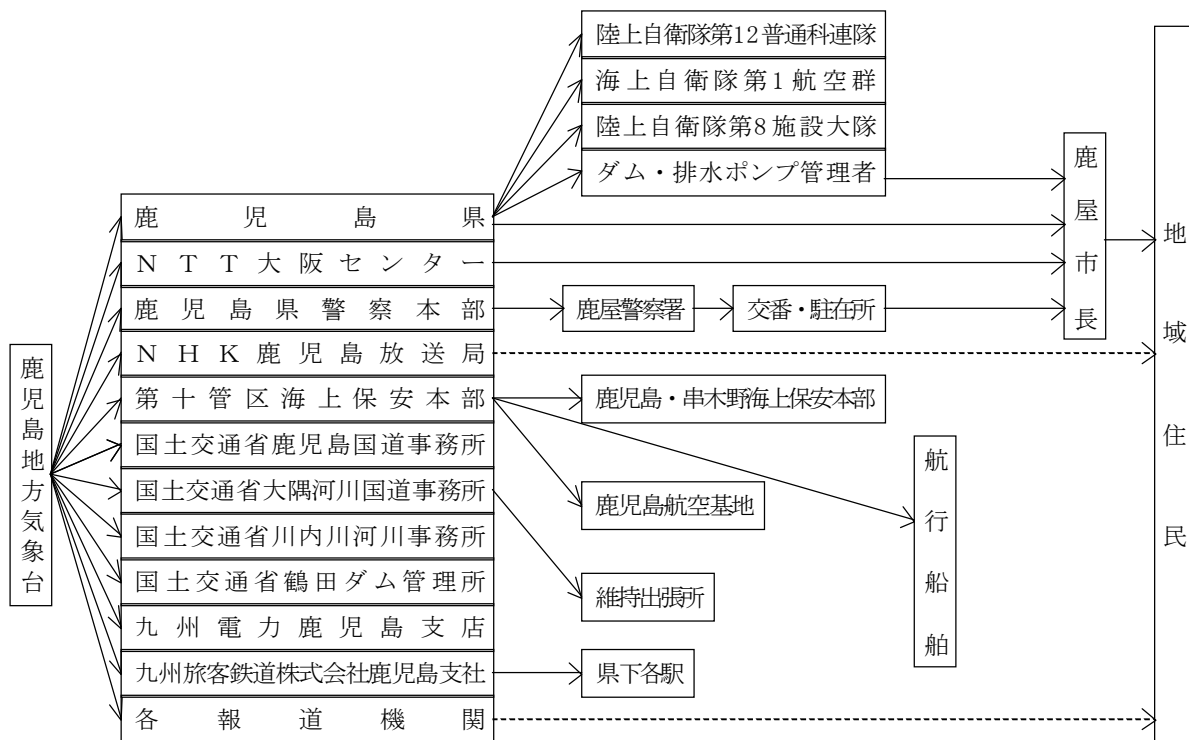 陸上自衛隊第12普通科連隊
海上自衛隊第1航空群
陸上自衛隊第8施設大隊
ダム・排水ポンプ管理者
鹿児島県
NTT大阪センター
鹿児島県警察本部
鹿屋警察署
交番・駐在所
NHK鹿児島放送局
第十管区海上保安本部
鹿児島・串木野海上保安本部
国土交通省鹿児島国道事務所
国土交通省大隅河川国道事務所
鹿児島航空基地
国土交通省川内川河川事務所
国土交通省鶴田ダム管理所
維持出張所
九州電力鹿児島支店
九州旅客鉄道株式会社鹿児島支社
県下各駅
各報道機関
鹿児島地方気象台
鹿屋市長
航行船舶
地域住民